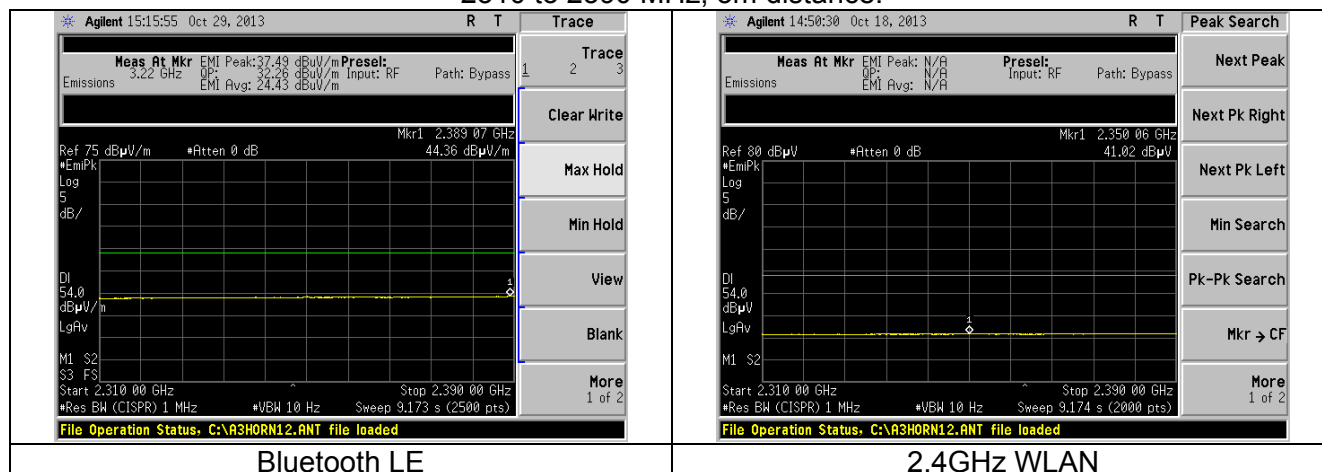 2310 to 2390 MHz, 3m distance.
Agilent 15:15:55 Oct 29, 2013 R T Trace
Meas At Mkr EMI Peak:37.49 dBuV/m Presel:
3.22 GHz QP: 32.26 dBuV/m Input: RF Path: Bypass
Emissions EMI Avg: 24.43 dBuV/m
Mkr1 2.389 07 GHz
Ref 75 dBµV/m #Atten 0 dB 44.36 dBµV/m
#EmiPk
Log
5
dB/
DI
54.0
dBµV/m
LgAv
M1 S2
S3 FS
1
Start 2.310 00 GHz ^ Stop 2.390 00 GHz
#Res BW (CISPR) 1 MHz #VBW 10 Hz Sweep 9.173 s (2500 pts)
File Operation Status, C:\A3HORN12.ANT file loaded
Trace
1 2 3
Clear Write
Max Hold
Min Hold
View
Blank
More
1 of 2
Bluetooth LE
Agilent 14:50:30 Oct 18, 2013 R T Peak Search
Meas At Mkr EMI Peak: N/A Presel:
QP: N/A Input: RF Path: Bypass
Emissions EMI Avg: N/A
Mkr1 2.350 06 GHz
Ref 80 dBµV #Atten 0 dB 41.02 dBµV
#EmiPk
Log
5
dB/
DI
54.0
dBµV
LgAv
M1 S2
1
Start 2.310 00 GHz ^ Stop 2.390 00 GHz
#Res BW (CISPR) 1 MHz #VBW 10 Hz Sweep 9.174 s (2000 pts)
File Operation Status, C:\A3HORN12.ANT file loaded
Next Peak
Next Pk Right
Next Pk Left
Min Search
Pk-Pk Search
Mkr → CF
More
1 of 2
2.4GHz WLAN